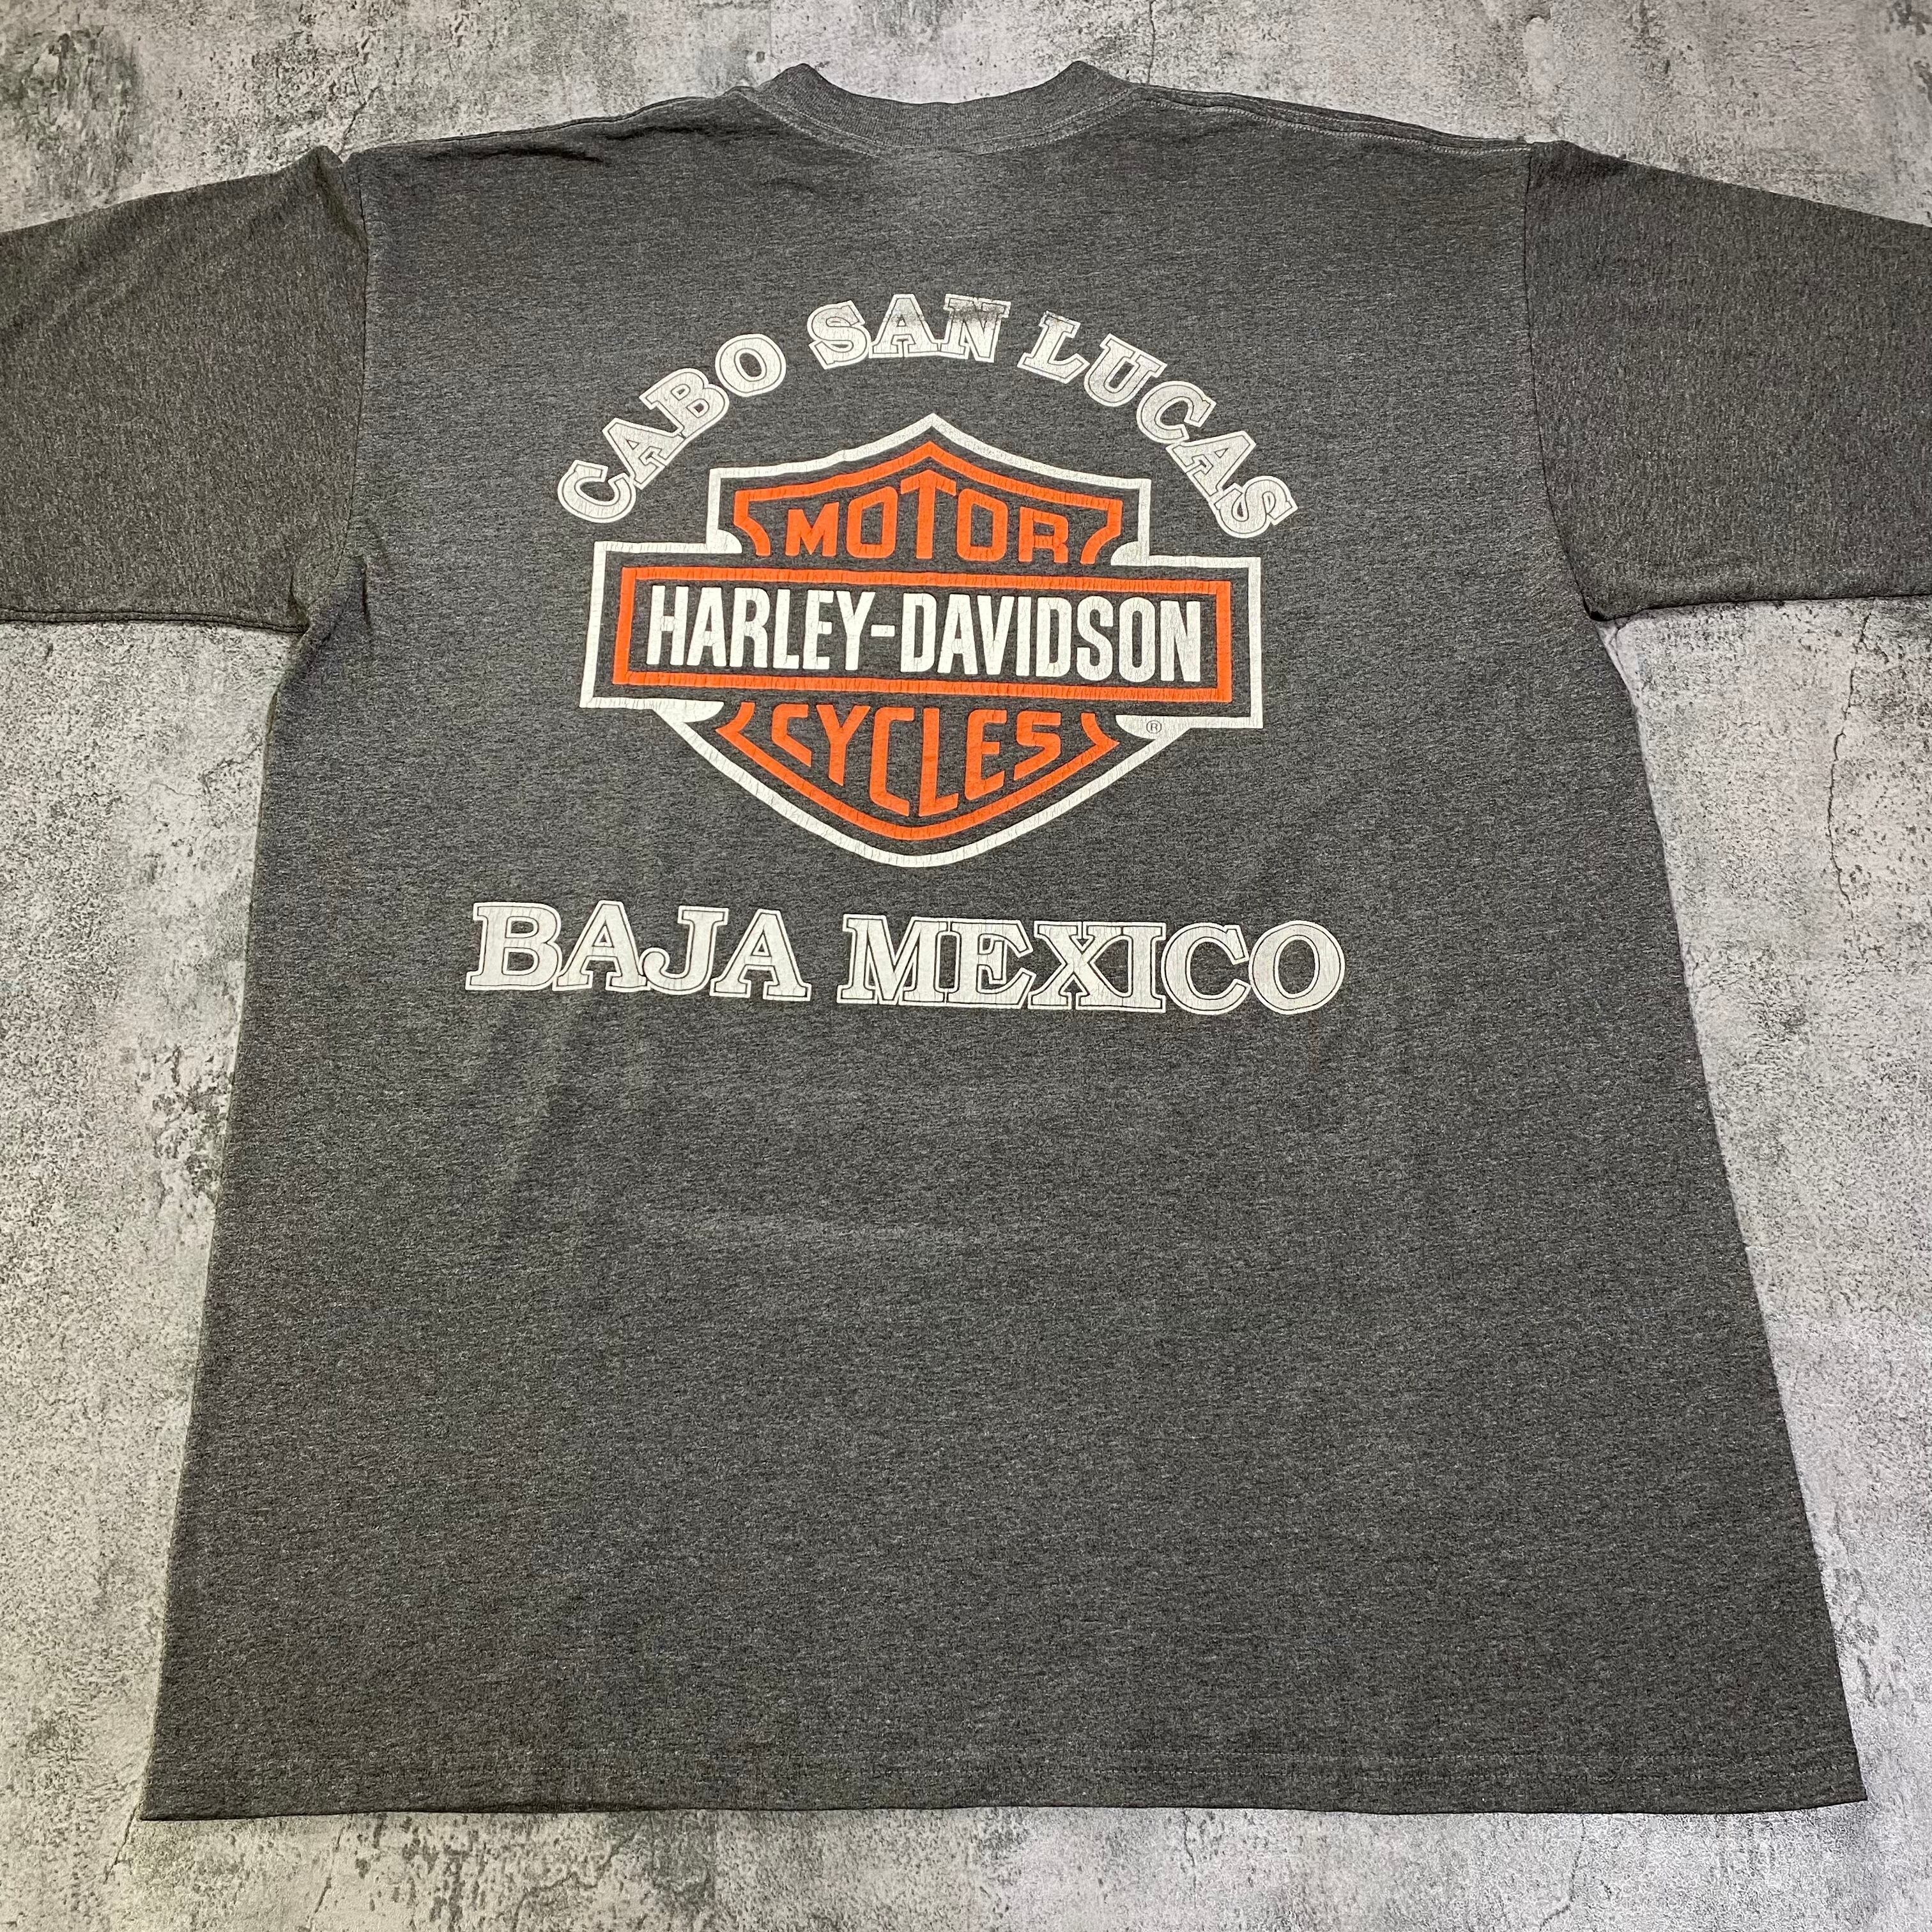 CABO SAN LUCAS
MOTOR
HARLEY-DAVIDSON
CYCLES
®
BAJA MEXICO